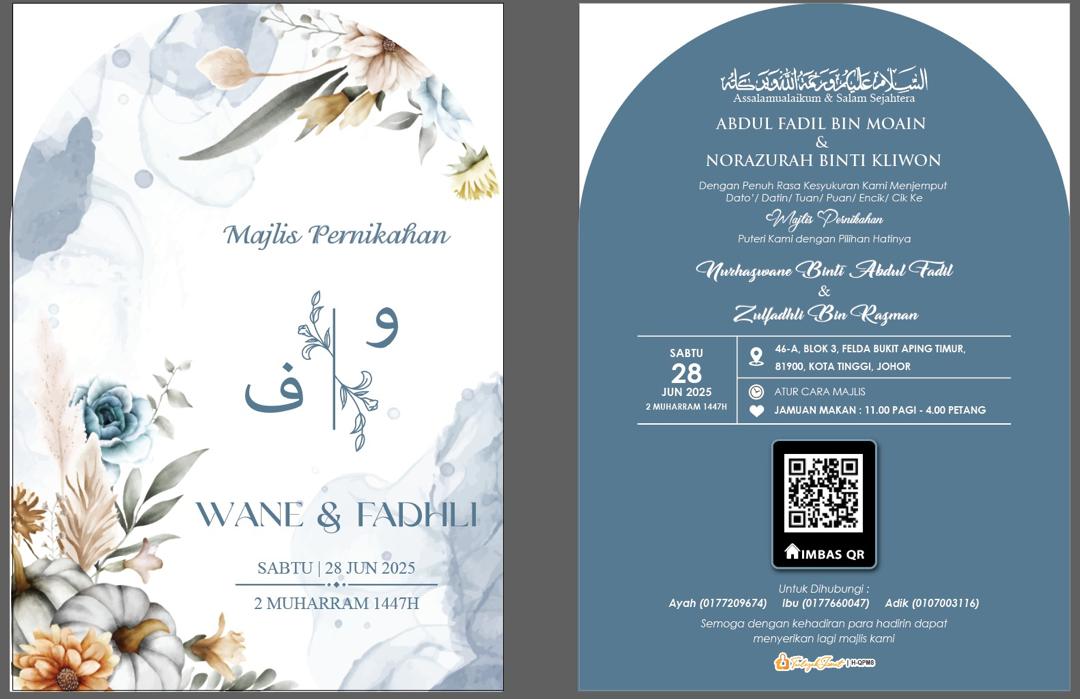 Majlis Pernikahan
و
ف
WANE & FADHLI
SABTU | 28 JUN 2025
2 MUHARRAM 1447H
السلام عليكم ورحمة الله وبركاته
Assalamualaikum & Salam Sejahtera
ABDUL FADIL BIN MOAIN
&
NORAZURAH BINTI KLIWON
Dengan Penuh Rasa Kesyukuran Kami Menjemput
Dato'/ Datin/ Tuan/ Puan/ Encik/ Cik Ke
Majlis Pernikahan
Puteri Kami dengan Pilihan Hatinya
Nurhazwane Binti Abdul Fadil
&
Zulfadhli Bin Razman
SABTU
28
JUN 2025
2 MUHARRAM 1447H
46-A, BLOK 3, FELDA BUKIT APING TIMUR,
81900, KOTA TINGGI, JOHOR
ATUR CARA MAJLIS
JAMUAN MAKAN : 11.00 PAGI - 4.00 PETANG
IMBAS QR
Untuk Dihubungi :
Ayah (0177209674) Ibu (0177660047) Adik (0107003116)
Semoga dengan kehadiran para hadirin dapat
menyerikan lagi majlis kami
| H-QPMB